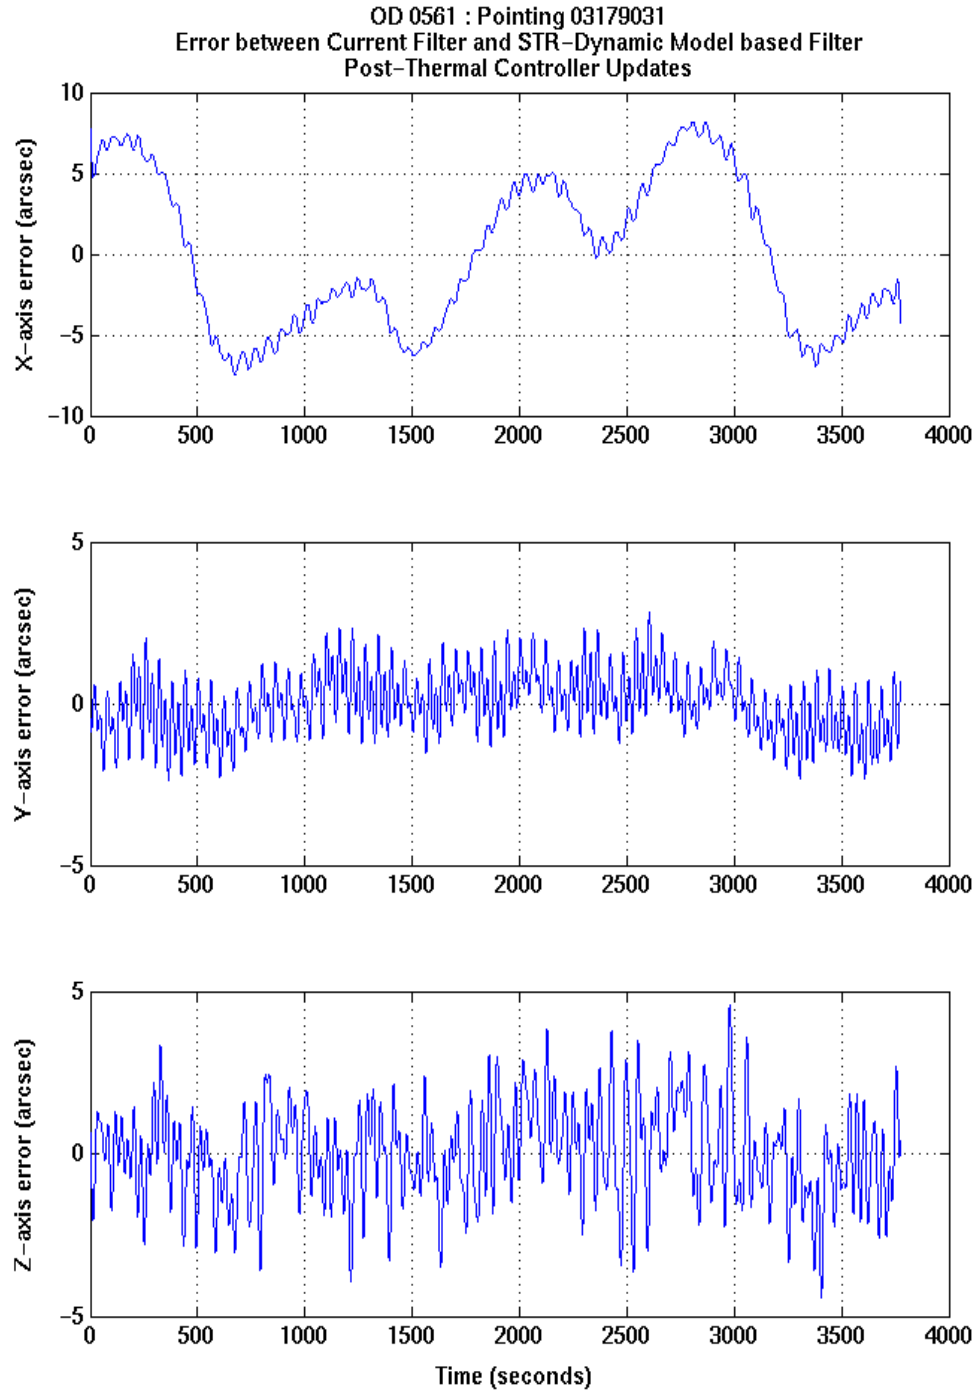 OD 0561 : Pointing 03179031
Error between Current Filter and STR−Dynamic Model based Filter
Post−Thermal Controller Updates
X−axis error (arcsec)
10
5
0
−5
−10
0 500 1000 1500 2000 2500 3000 3500 4000
Y−axis error (arcsec)
5
0
−5
0 500 1000 1500 2000 2500 3000 3500 4000
Z−axis error (arcsec)
5
0
−5
0 500 1000 1500 2000 2500 3000 3500 4000
Time (seconds)